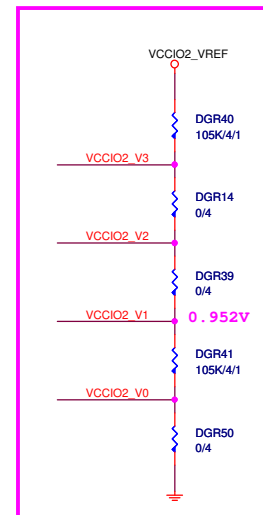 VCCIO2_VREF
DGR40
105K/4/1
VCCIO2_V3
DGR14
0/4
VCCIO2_V2
DGR39
0/4
VCCIO2_V1
0.952V
DGR41
105K/4/1
VCCIO2_V0
DGR50
0/4